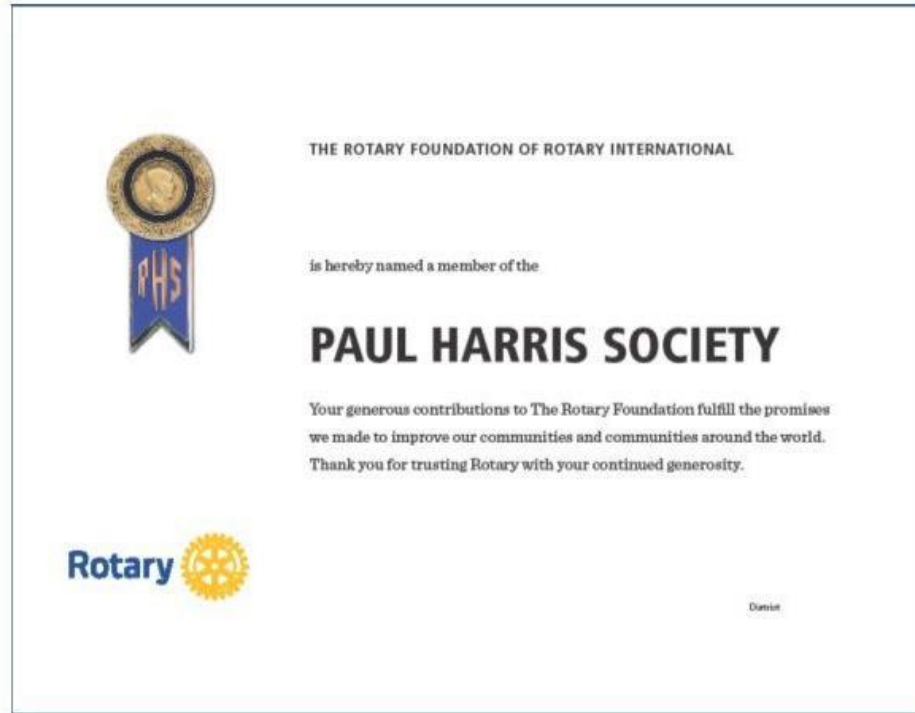 THE ROTARY FOUNDATION OF ROTARY INTERNATIONAL
is hereby named a member of the
PHS
PAUL HARRIS SOCIETY
Your generous contributions to The Rotary Foundation fulfill the promises
we made to improve our communities and communities around the world.
Thank you for trusting Rotary with your continued generosity.
Rotary
District